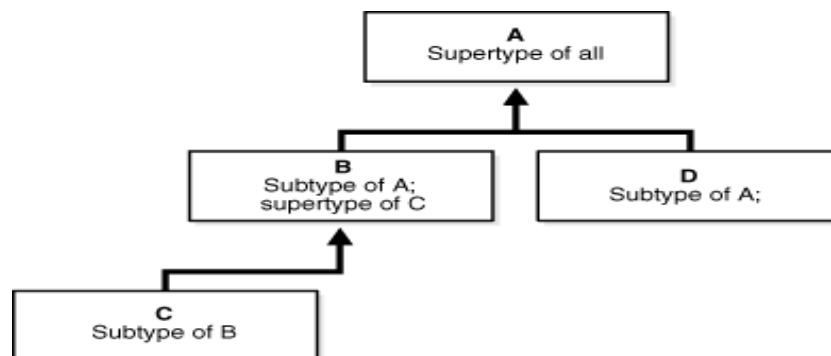 A
Supertype of all
B
Subtype of A;
supertype of C
D
Subtype of A;
C
Subtype of B